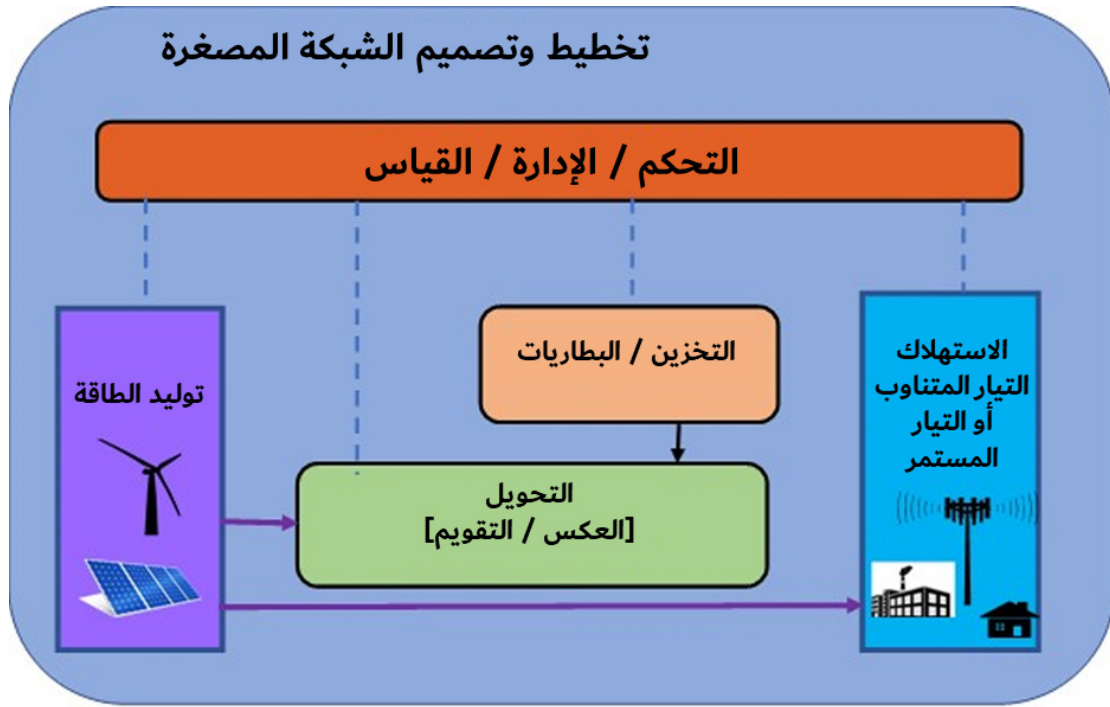 تخطيط وتصميم الشبكة المصغرة
التحكم / الإدارة / القياس
توليد الطاقة
التخزين / البطاريات
التحويل
[العكس / التقويم]
الاستهلاك
التيار المتناوب
أو التيار
المستمر